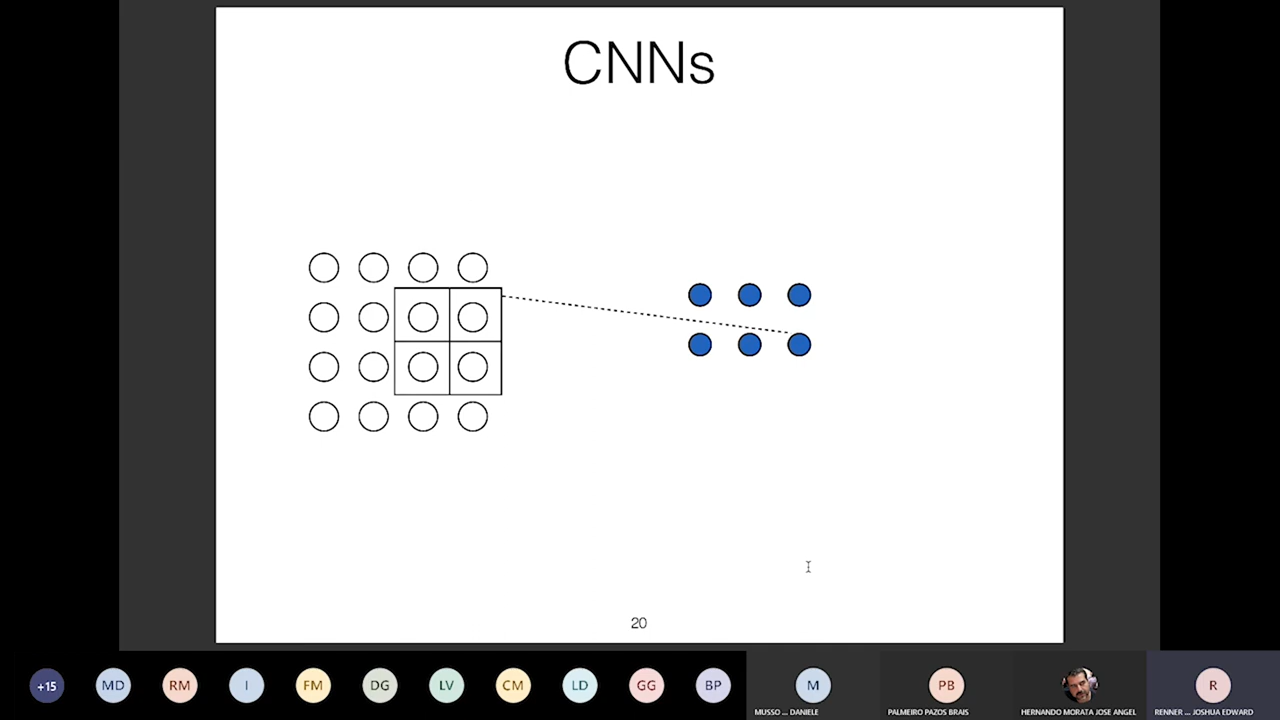 CNNs
20
+15
MD
RM
I
FM
DG
LV
CM
LD
GG
BP
M
PB
R
MUSSO ... DANIELE
PALMEIRO PAZOS BRAIS
HERNANDO MORATA JOSE ANGEL
RENNER ... JOSHUA EDWARD